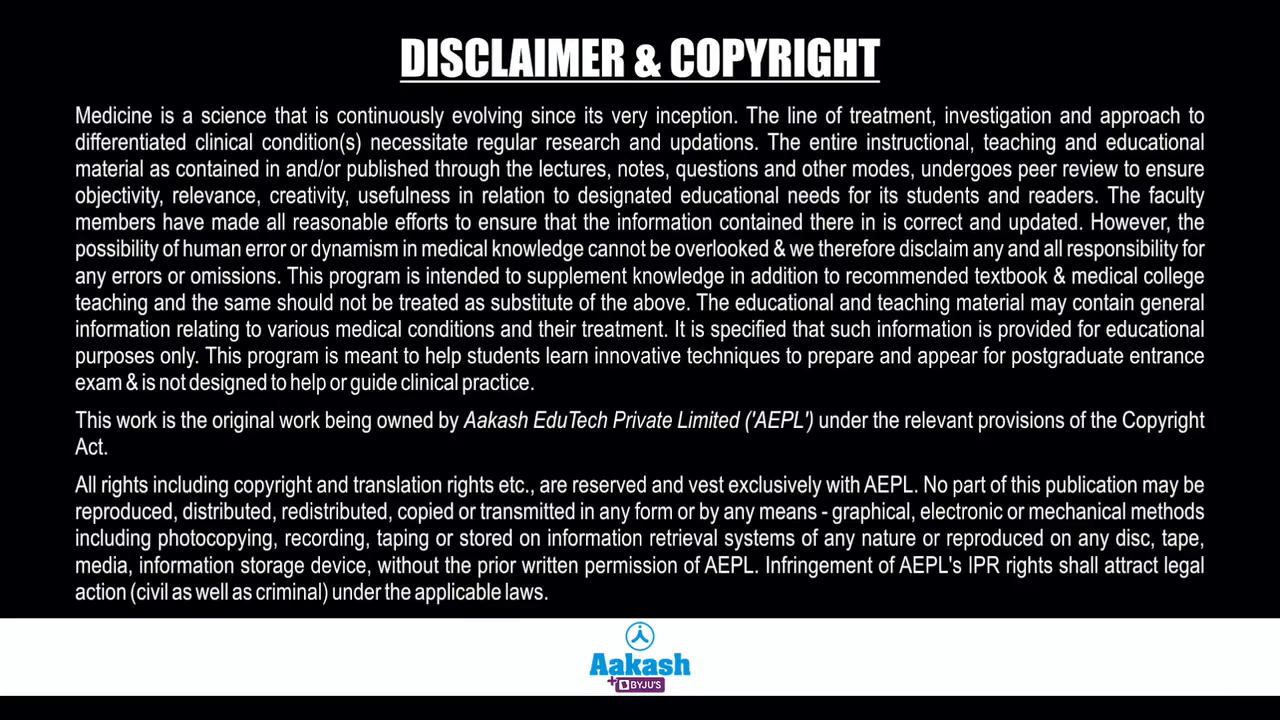 DISCLAIMER & COPYRIGHT
Medicine is a science that is continuously evolving since its very inception. The line of treatment, investigation and approach to
differentiated clinical condition(s) necessitate regular research and updations. The entire instructional, teaching and educational
material as contained in and/or published through the lectures, notes, questions and other modes, undergoes peer review to ensure
objectivity, relevance, creativity, usefulness in relation to designated educational needs for its students and readers. The faculty
members have made all reasonable efforts to ensure that the information contained there in is correct and updated. However, the
possibility of human error or dynamism in medical knowledge cannot be overlooked & we therefore disclaim any and all responsibility for
any errors or omissions. This program is intended to supplement knowledge in addition to recommended textbook & medical college
teaching and the same should not be treated as substitute of the above. The educational and teaching material may contain general
information relating to various medical conditions and their treatment. It is specified that such information is provided for educational
purposes only. This program is meant to help students learn innovative techniques to prepare and appear for postgraduate entrance
exam & is not designed to help or guide clinical practice.
This work is the original work being owned by Aakash EduTech Private Limited ('AEPL') under the relevant provisions of the Copyright
Act.
All rights including copyright and translation rights etc., are reserved and vest exclusively with AEPL. No part of this publication may be
reproduced, distributed, redistributed, copied or transmitted in any form or by any means - graphical, electronic or mechanical methods
including photocopying, recording, taping or stored on information retrieval systems of any nature or reproduced on any disc, tape,
media, information storage device, without the prior written permission of AEPL. Infringement of AEPL's IPR rights shall attract legal
action (civil as well as criminal) under the applicable laws.
Aakash
+ BYJU'S